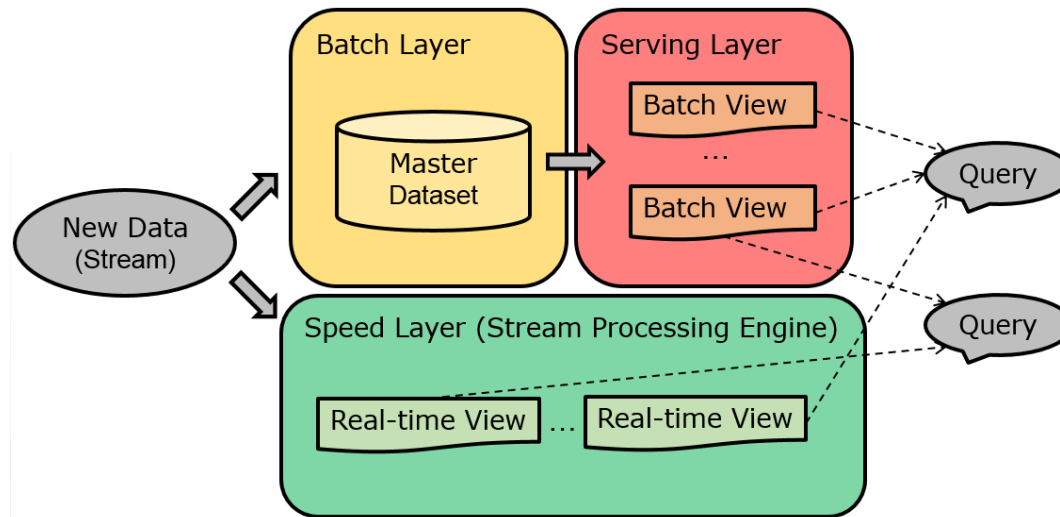 Batch Layer
Serving Layer
Batch View
...
Batch View
Master
Dataset
New Data
(Stream)
Query
Query
Speed Layer (Stream Processing Engine)
Real-time View
...
Real-time View